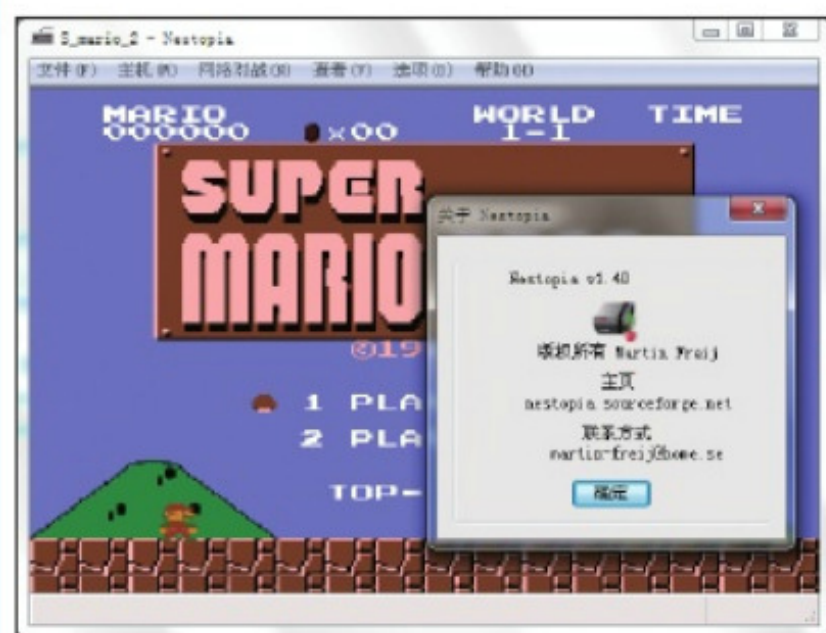 S_mario_2 - Nestopia
文件(F) 主机(M) 网络对战(N) 查看(V) 选项(O) 帮助(H)
MARIO WORLD TIME
000000 ×00 1-1
SUPER
MARIO
©19
1 PLA
2 PLA
TOP-
关于 Nestopia
Nestopia v1.40
版权所有 Martin Freij
主页
nestopia.sourceforge.net
联系方式
martin-freij@home.se
确定